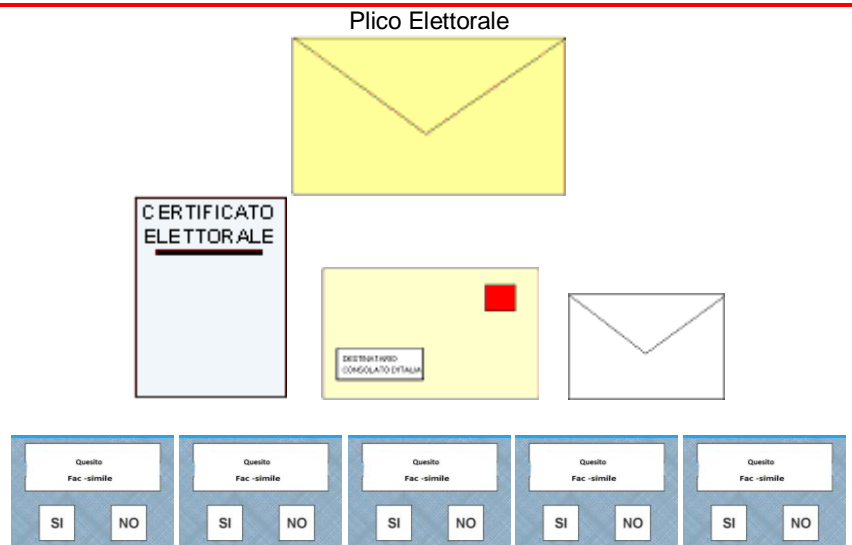 Plico Elettorale
CERTIFICATO
ELETTORALE
DESTINATARIO
CONSOLATO D'ITALIA
Quesito
Fac -simile
SI NO
Quesito
Fac -simile
SI NO
Quesito
Fac -simile
SI NO
Quesito
Fac -simile
SI NO
Quesito
Fac -simile
SI NO